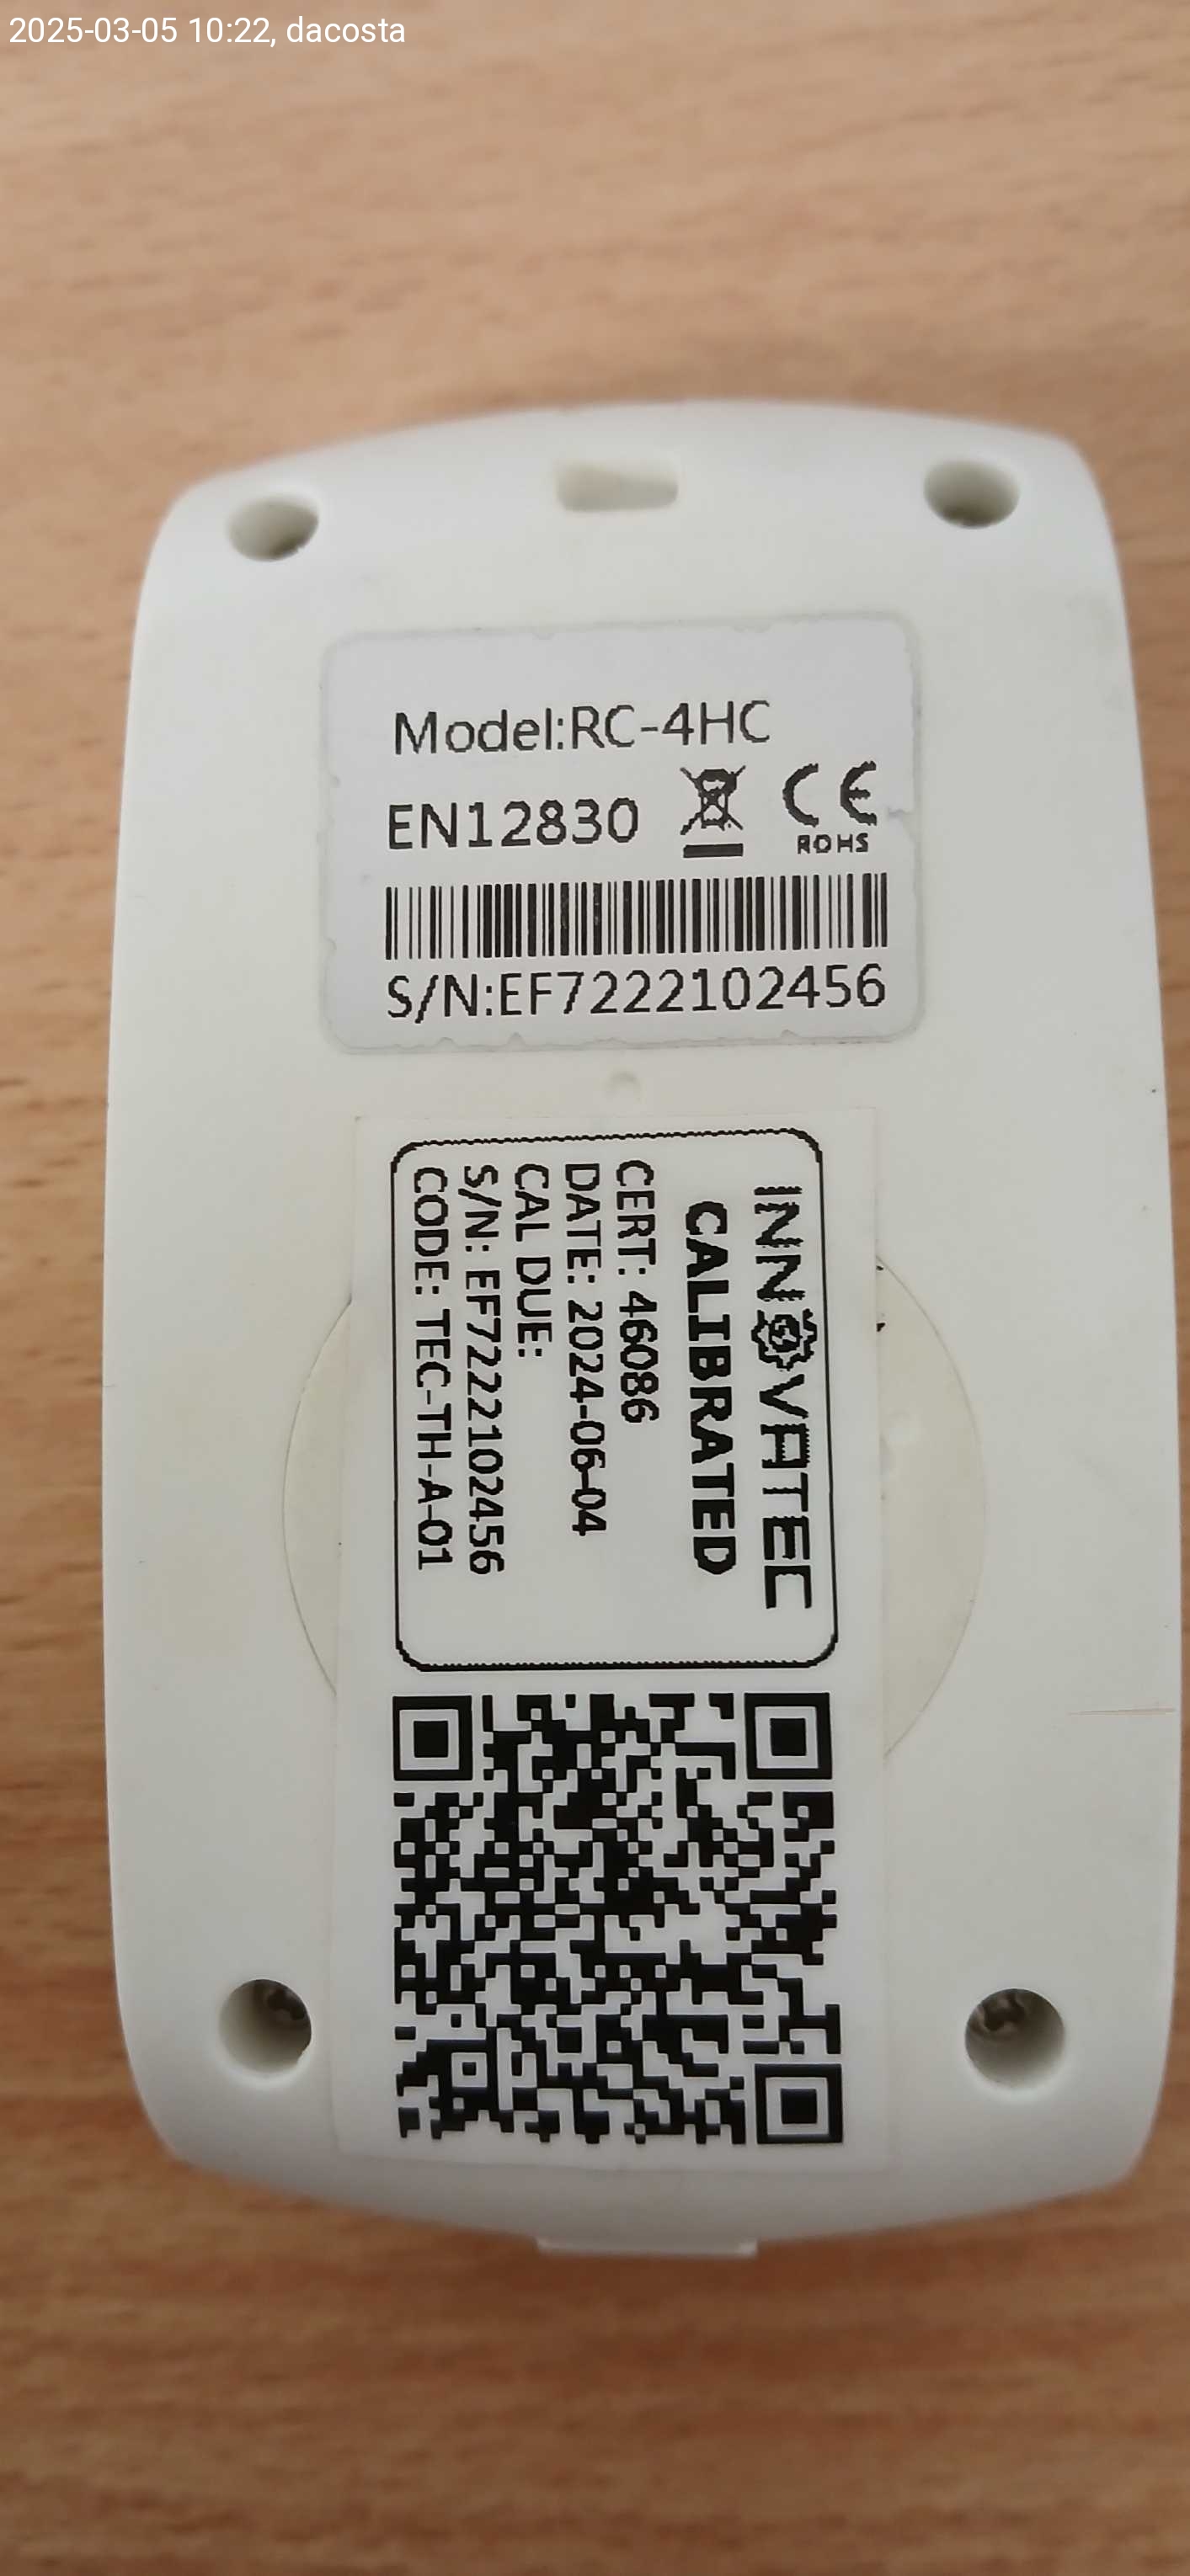 2025-03-05 10:22, dacosta
Model:RC-4HC
EN12830
CE
ROHS
S/N:EF7222102456
INNOVATEC
CALIBRATED
CERT: 46086
DATE: 2024-06-04
CAL DUE:
S/N: EF7222102456
CODE: TEC-TH-A-01